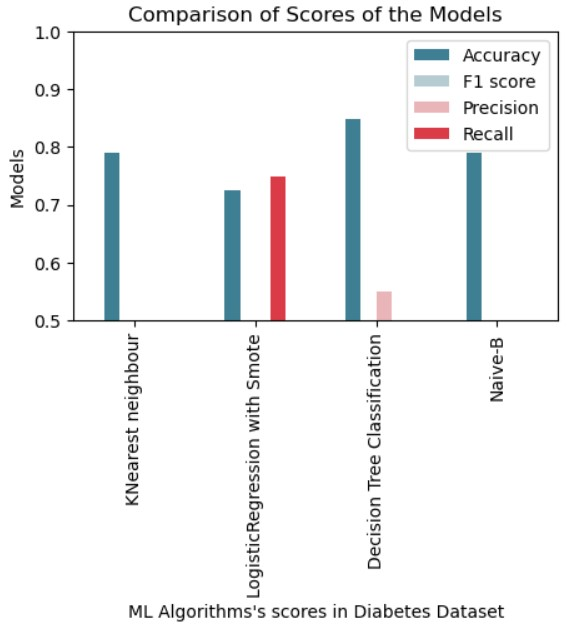 Comparison of Scores of the Models
1.0
0.9
0.8
0.7
0.6
0.5
Models
Accuracy
F1 score
Precision
Recall
KNearest neighbour
LogisticRegression with Smote
Decision Tree Classification
Naive-B
ML Algorithms's scores in Diabetes Dataset